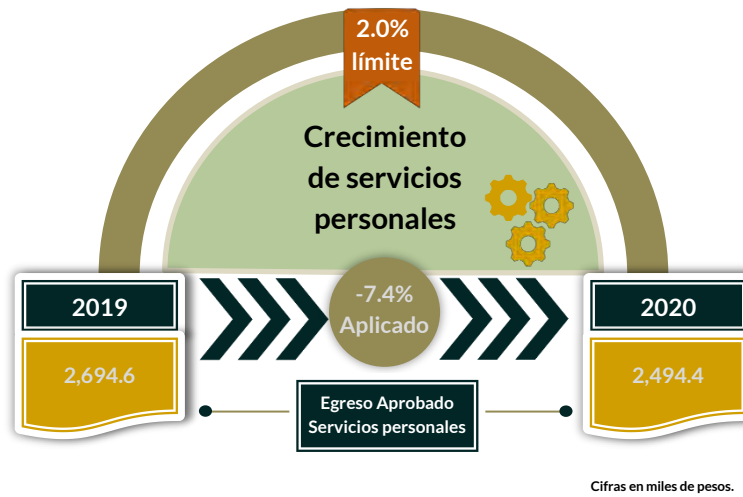 2.0%
límite
Crecimiento
de servicios
personales
2019
-7.4%
Aplicado
2020
2,694.6
2,494.4
Egreso Aprobado
Servicios personales
Cifras en miles de pesos.